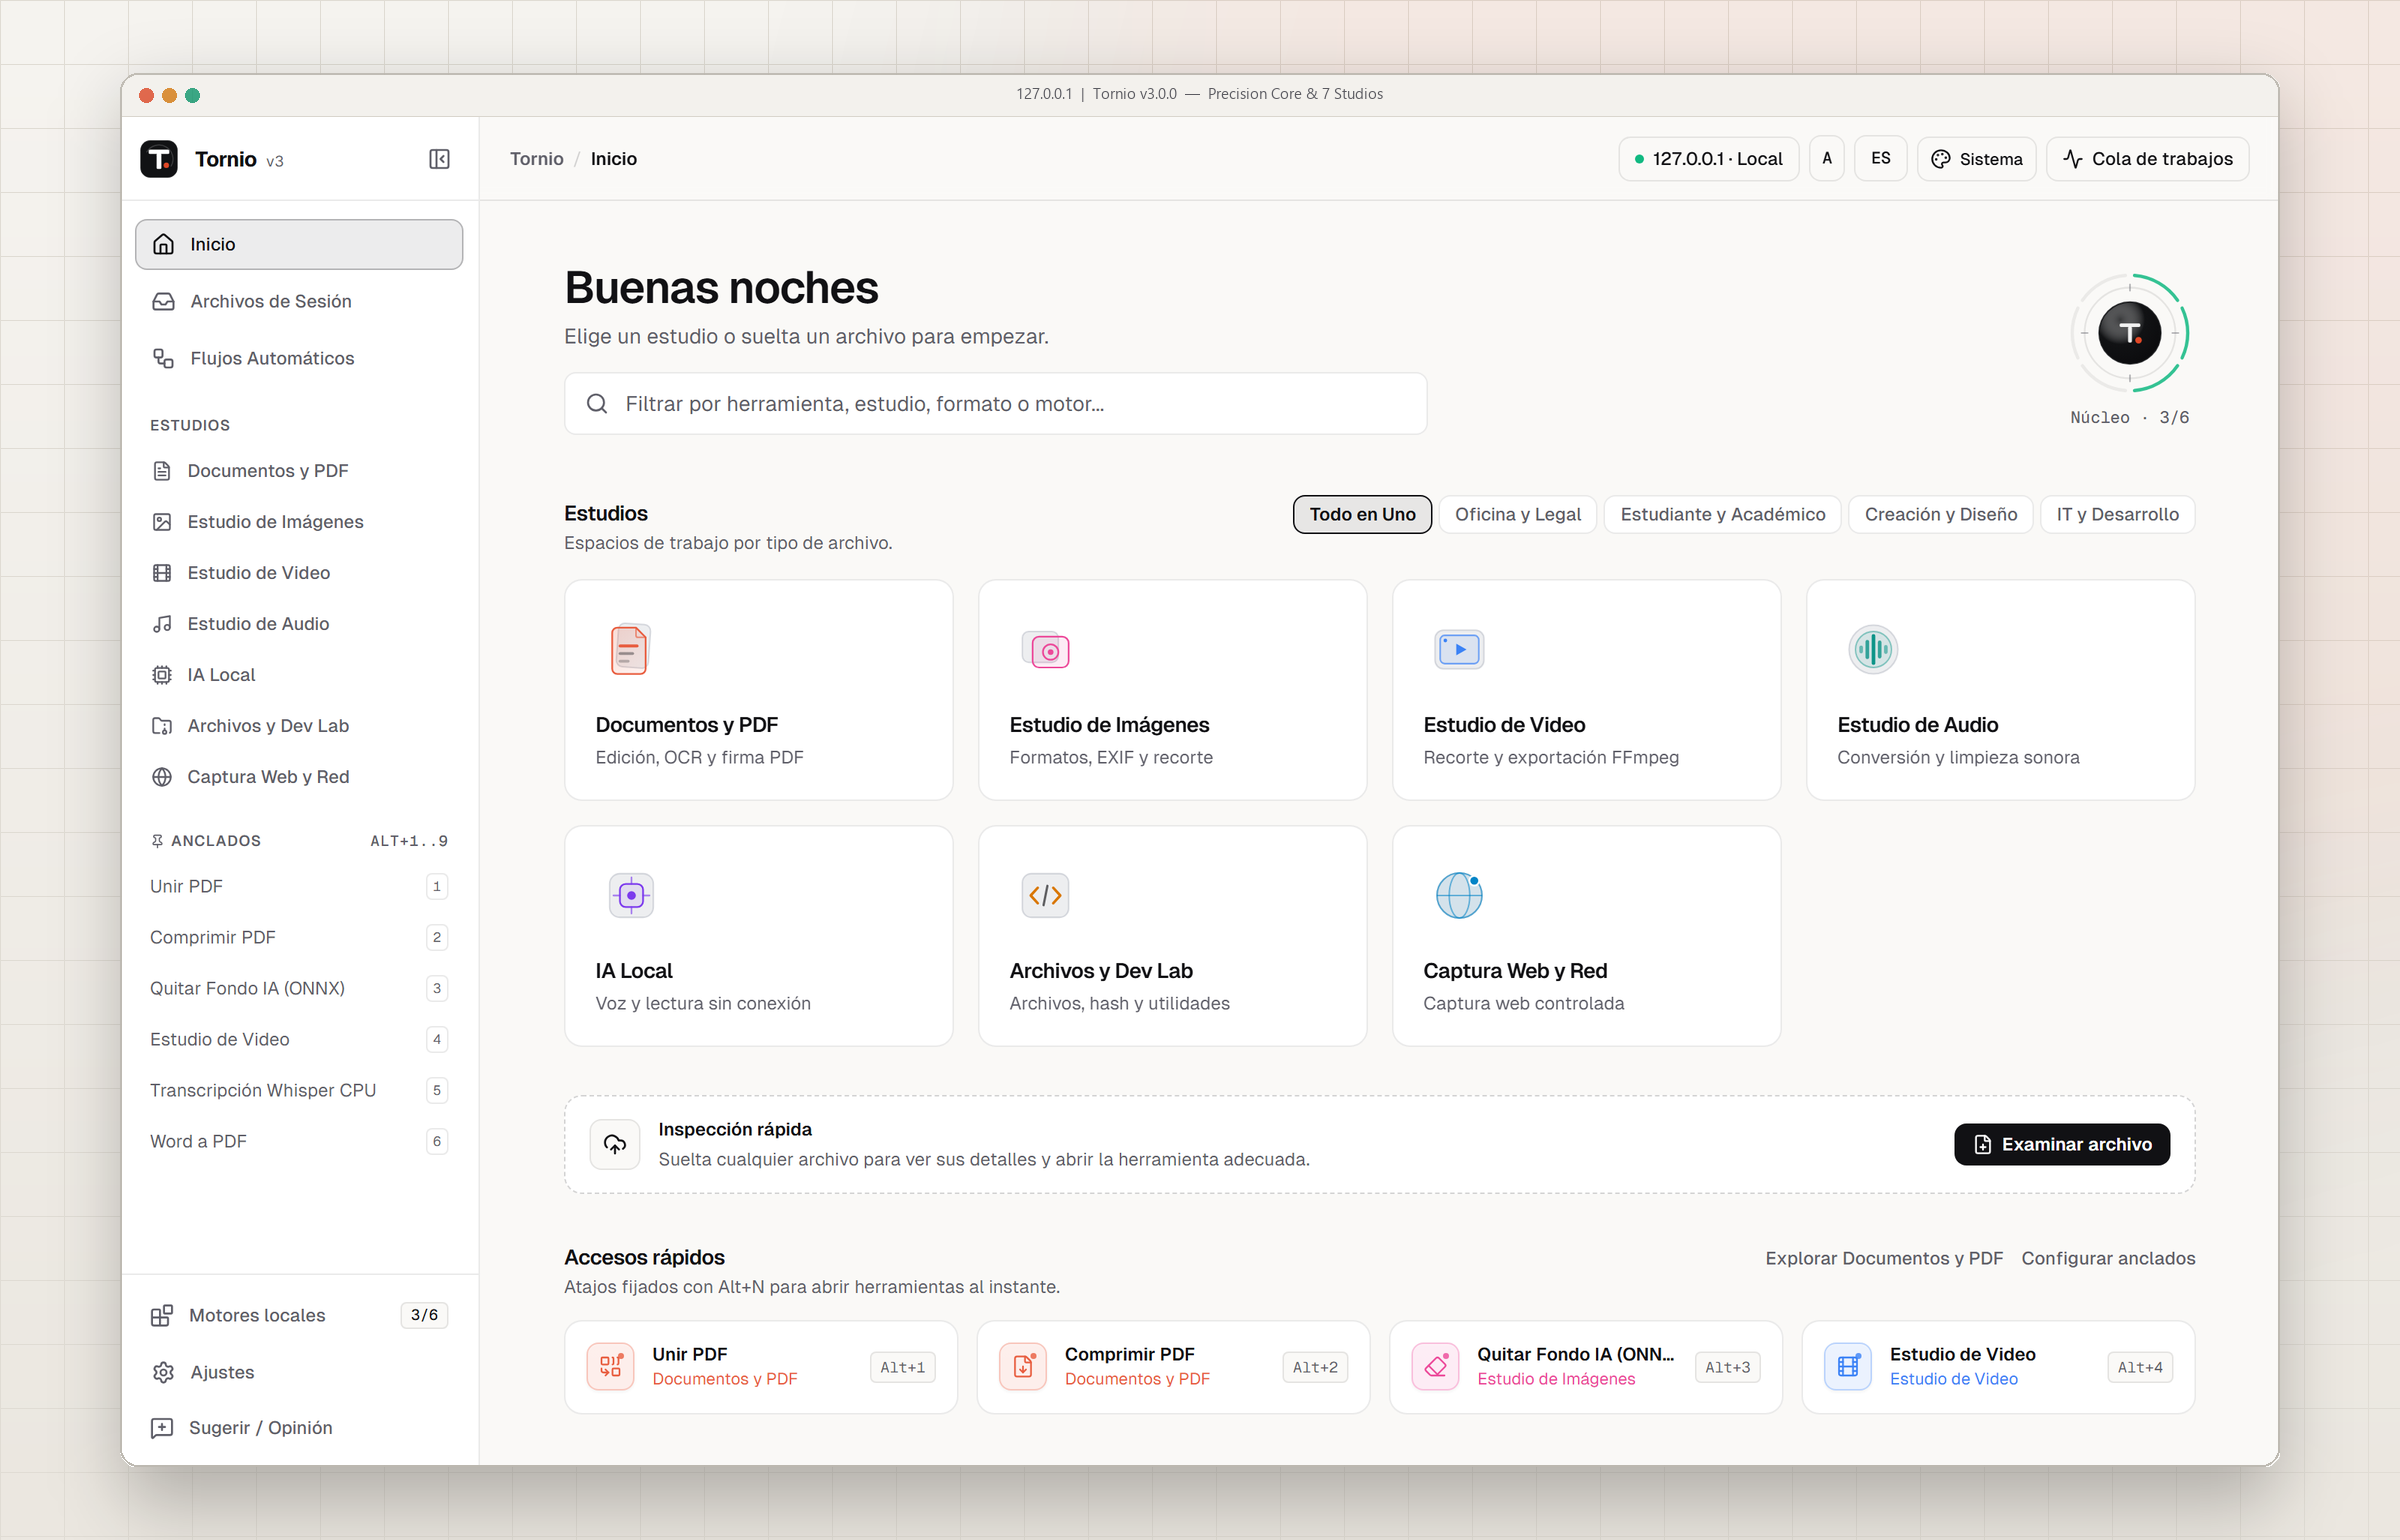 127.0.0.1 | Tornio v3.0.0 — Precision Core & 7 Studios
T.
Tornio v3
Tornio / Inicio
127.0.0.1 · Local
A
ES
Sistema
Cola de trabajos
Inicio
Archivos de Sesión
Flujos Automáticos
ESTUDIOS
Documentos y PDF
Estudio de Imágenes
Estudio de Video
Estudio de Audio
IA Local
Archivos y Dev Lab
Captura Web y Red
ANCLADOS ALT+1..9
Unir PDF 1
Comprimir PDF 2
Quitar Fondo IA (ONNX) 3
Estudio de Video 4
Transcripción Whisper CPU 5
Word a PDF 6
Motores locales 3/6
Ajustes
Sugerir / Opinión
Buenas noches
Elige un estudio o suelta un archivo para empezar.
Filtrar por herramienta, estudio, formato o motor...
T.
Núcleo · 3/6
Estudios
Espacios de trabajo por tipo de archivo.
Todo en Uno
Oficina y Legal
Estudiante y Académico
Creación y Diseño
IT y Desarrollo
Documentos y PDF
Edición, OCR y firma PDF
Estudio de Imágenes
Formatos, EXIF y recorte
Estudio de Video
Recorte y exportación FFmpeg
Estudio de Audio
Conversión y limpieza sonora
IA Local
Voz y lectura sin conexión
Archivos y Dev Lab
Archivos, hash y utilidades
Captura Web y Red
Captura web controlada
Inspección rápida
Suelta cualquier archivo para ver sus detalles y abrir la herramienta adecuada.
Examinar archivo
Accesos rápidos
Atajos fijados con Alt+N para abrir herramientas al instante.
Explorar Documentos y PDF
Configurar anclados
Unir PDF
Documentos y PDF
Alt+1
Comprimir PDF
Documentos y PDF
Alt+2
Quitar Fondo IA (ONN...
Estudio de Imágenes
Alt+3
Estudio de Video
Estudio de Video
Alt+4